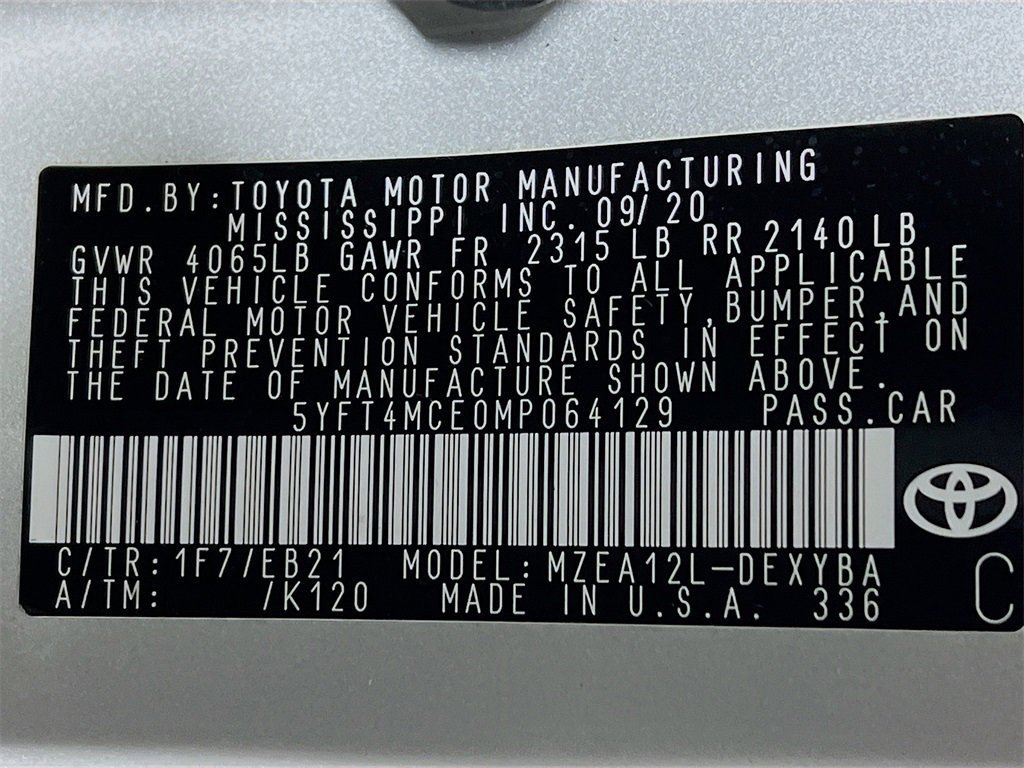 MFD.BY:TOYOTA MOTOR MANUFACTURING
MISSISSIPPI INC. 09/20
GVWR 4065LB GAWR FR 2315 LB RR 2140 LB
THIS VEHICLE CONFORMS TO ALL APPLICABLE
FEDERAL MOTOR VEHICLE SAFETY,BUMPER,AND
THEFT PREVENTION STANDARDS IN EFFECT ON
THE DATE OF MANUFACTURE SHOWN ABOVE.
5YFT4MCE0MP064129 PASS.CAR
C/TR:1F7/EB21 MODEL:MZEA12L-DEXYBA
A/TM: /K120 MADE IN U.S.A. 336
C